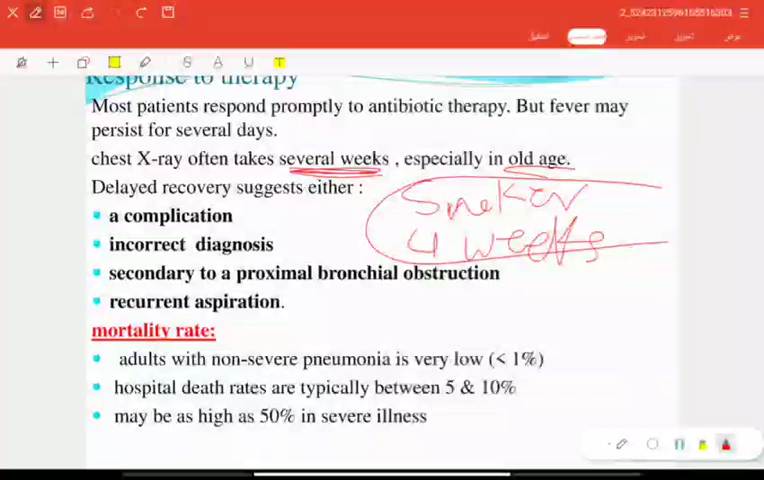 2_5242312596165516303
Response to therapy
Most patients respond promptly to antibiotic therapy. But fever may
persist for several days.
chest X-ray often takes several weeks , especially in old age.
Delayed recovery suggests either :
Smoker
4 weeks
• a complication
• incorrect diagnosis
• secondary to a proximal bronchial obstruction
• recurrent aspiration.
mortality rate:
• adults with non-severe pneumonia is very low (< 1%)
• hospital death rates are typically between 5 & 10%
• may be as high as 50% in severe illness